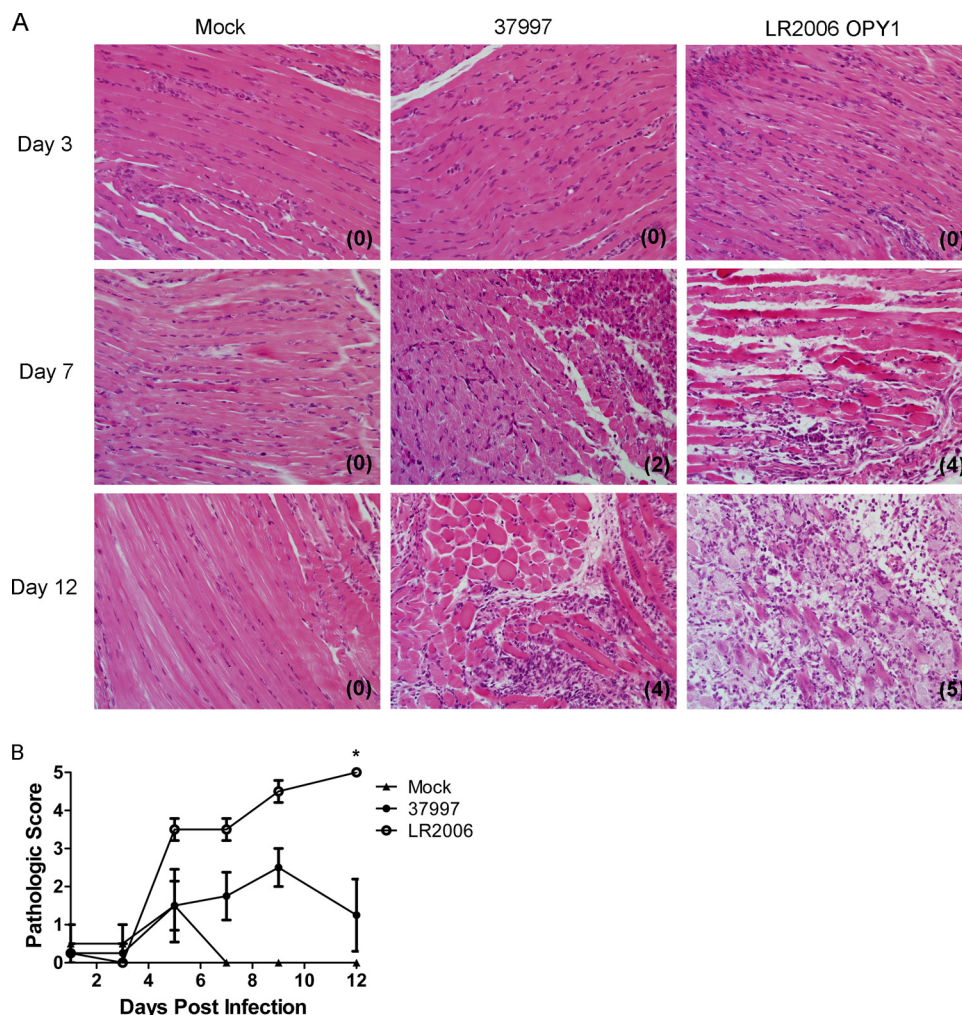 A
Mock 37997 LR2006 OPY1
Day 3
(0) (0) (0)
Day 7
(0) (2) (4)
Day 12
(0) (4) (5)
B
*
5
4
3
2
1
0
Pathologic Score
2 4 6 8 10 12
Days Post Infection
Mock
37997
LR2006